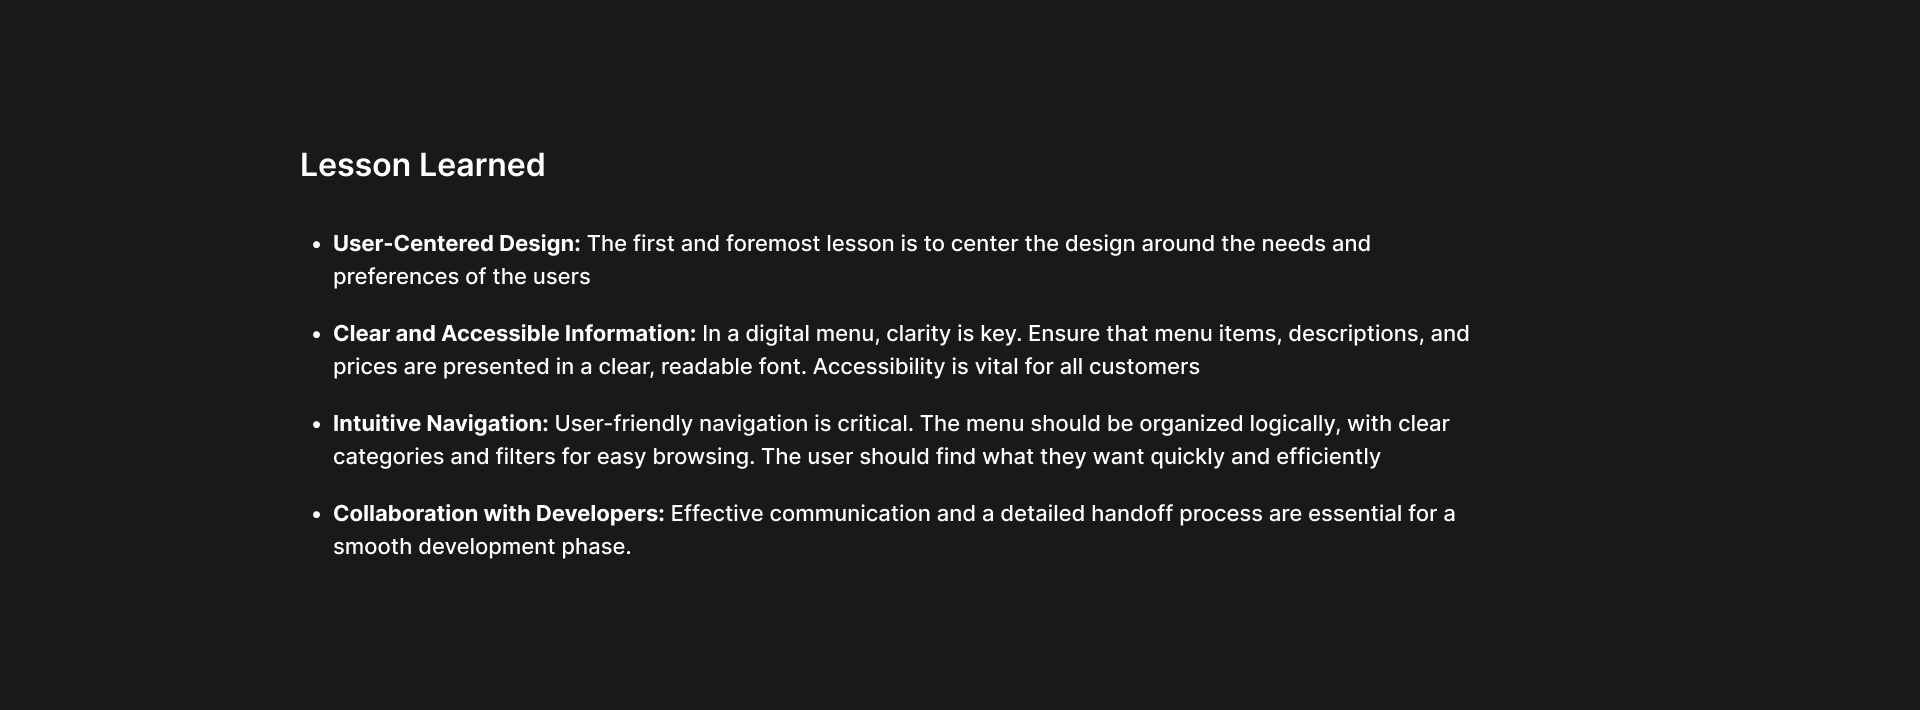 Lesson Learned
• User-Centered Design: The first and foremost lesson is to center the design around the needs and
preferences of the users
• Clear and Accessible Information: In a digital menu, clarity is key. Ensure that menu items, descriptions, and
prices are presented in a clear, readable font. Accessibility is vital for all customers
• Intuitive Navigation: User-friendly navigation is critical. The menu should be organized logically, with clear
categories and filters for easy browsing. The user should find what they want quickly and efficiently
• Collaboration with Developers: Effective communication and a detailed handoff process are essential for a
smooth development phase.